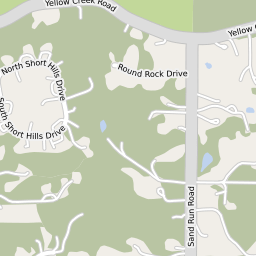 Yellow Creek Road
Yellow C
North Short Hills Drive
Round Rock Drive
South Short Hills Drive
Sand Run Road